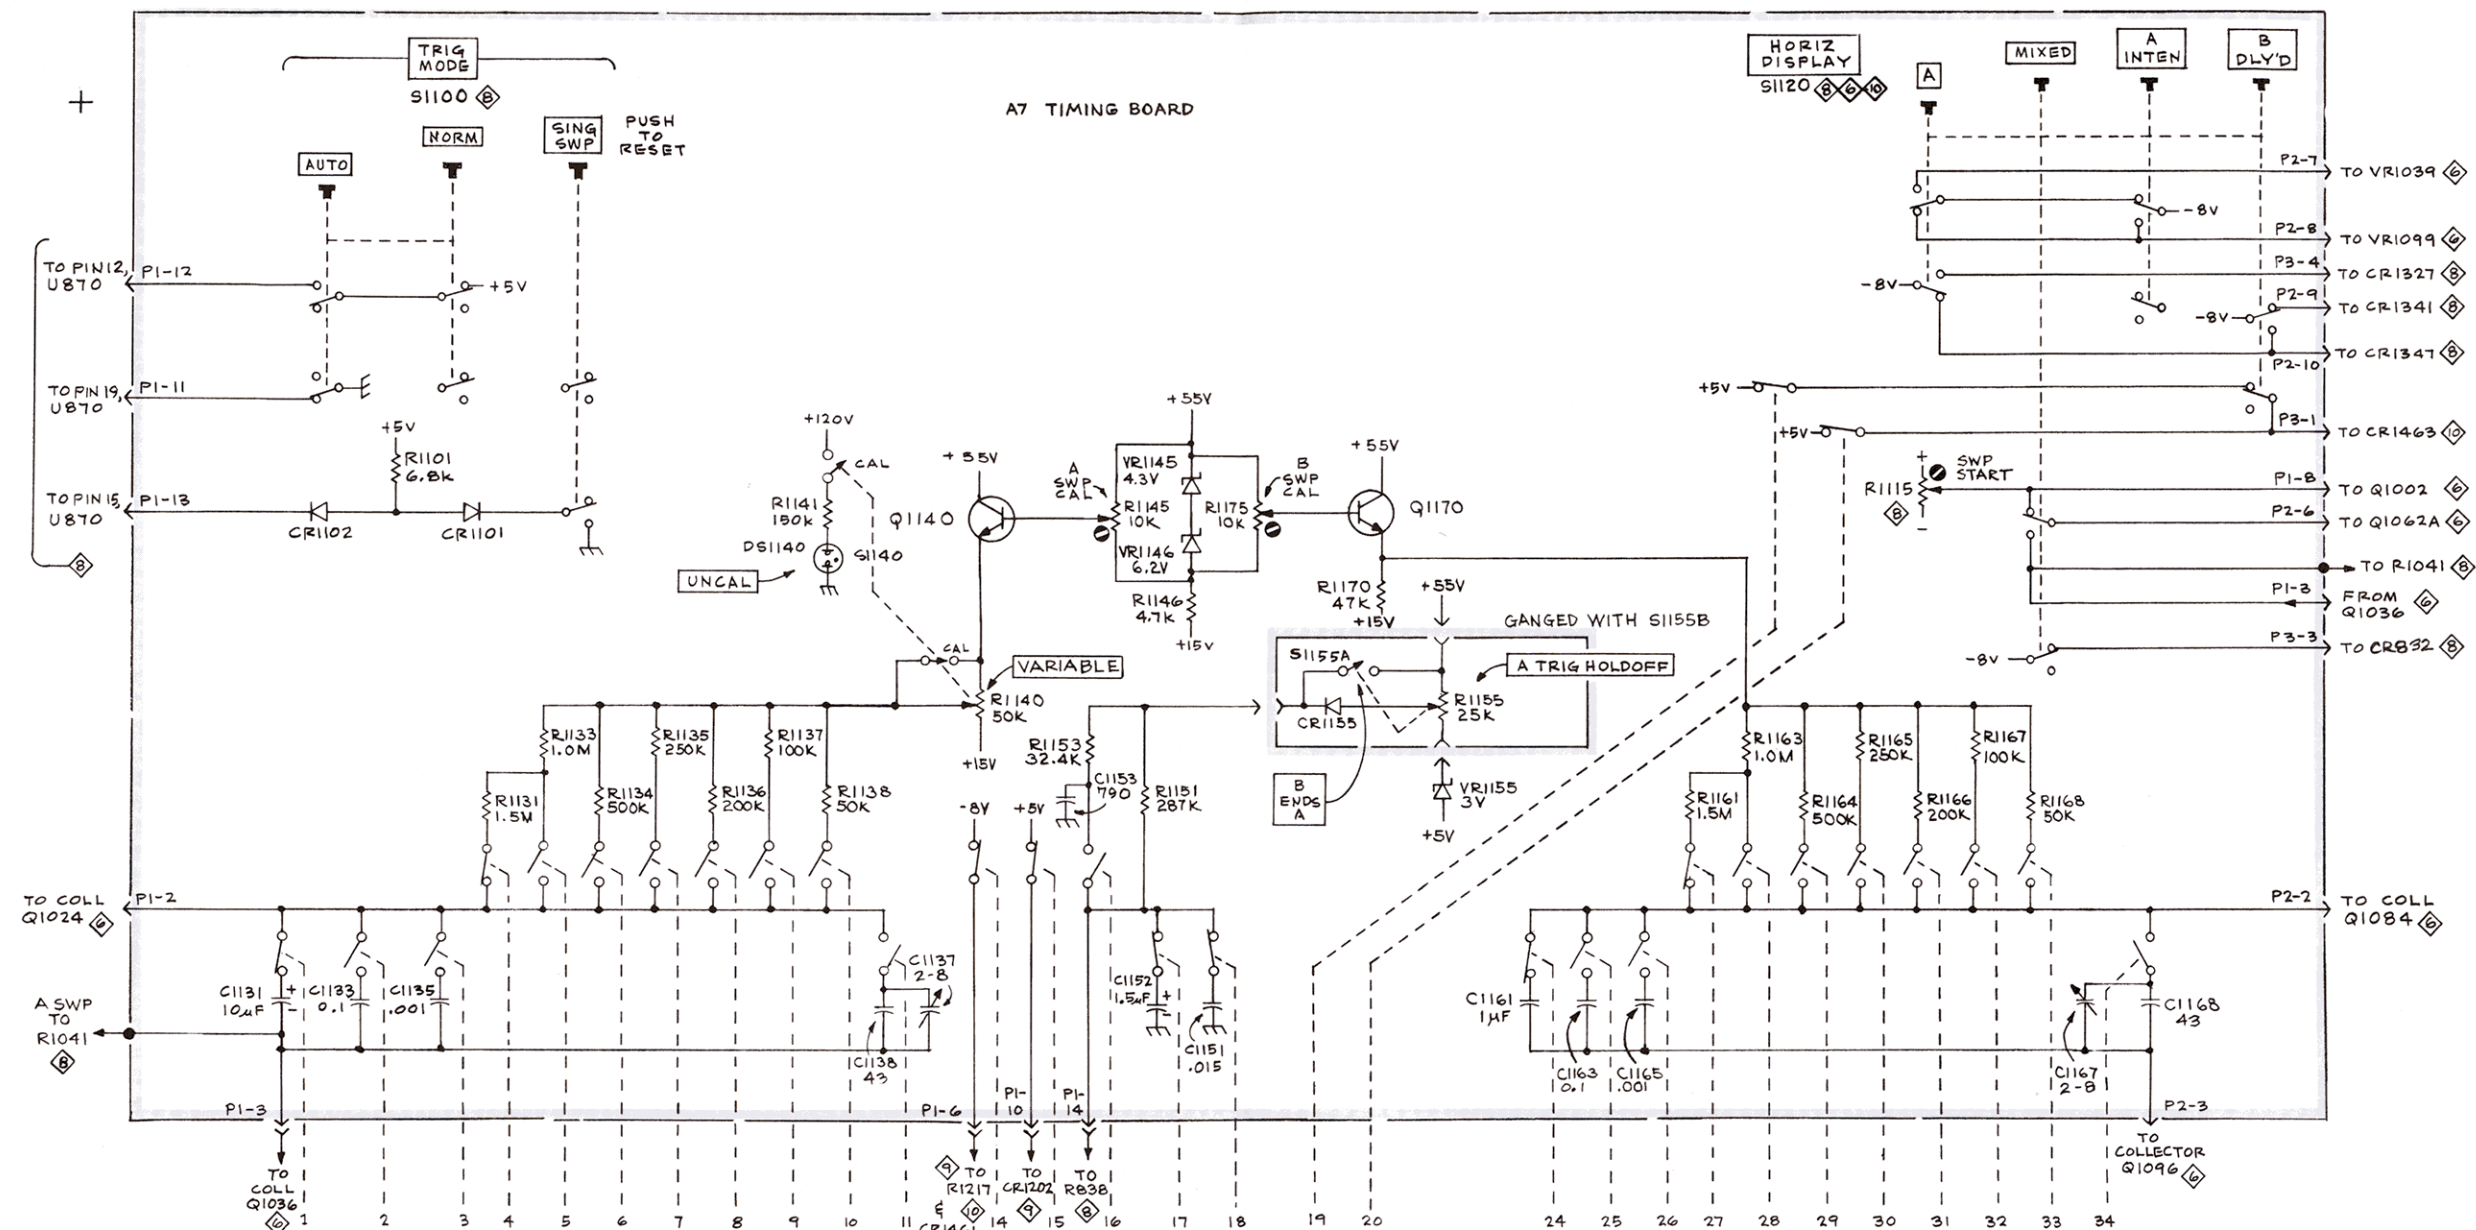 TRIG
MODE
S1100 8
AUTO
NORM
SING
SWP
PUSH
TO
RESET
A7 TIMING BOARD
HORIZ
DISPLAY
S1120 8 6 10
A
MIXED
A
INTEN
B
DLY'D
TO PIN 12,
U870
P1-12
+5V
TO PIN 19,
U870
P1-11
+5V
R1101
6.8K
TO PIN 15,
U870
P1-13
CR1102
CR1101
8
P2-7
TO VR1039 6
-8V
P2-8
TO VR1099 6
P3-4
TO CR1327 8
-8V
P2-9
TO CR1341 8
-8V
TO CR1347 8
P2-10
+5V
P3-1
+5V
TO CR1463 10
+
SWP
START
R1115
8
-
P1-8
TO Q1002 6
P2-6
TO Q1062A 6
TO R1041 8
P1-3
FROM
Q1036 6
P3-3
-8V
TO CR832 8
+120V
CAL
R1141
150K
DS1140
S1140
UNCAL
+55V
Q1140
A
SWP
CAL
R1145
10K
+55V
VR1145
4.3V
VR1146
6.2V
R1146
4.7K
+15V
R1175
10K
B
SWP
CAL
+55V
Q1170
R1170
47K
+15V
+55V
GANGED WITH S1155B
S1155A
A TRIG HOLDOFF
CR1155
R1155
25K
B
ENDS
A
VR1155
3V
+5V
CAL
VARIABLE
R1140
50K
+15V
R1133
1.0M
R1135
250K
R1137
100K
R1131
1.5M
R1134
500K
R1136
200K
R1138
50K
-8V
+5V
R1153
32.4K
C1153
790
R1151
287K
R1163
1.0M
R1165
250K
R1167
100K
R1161
1.5M
R1164
500K
R1166
200K
R1168
50K
TO COLL
Q1024 6
P1-2
P2-2
TO COLL
Q1084 6
C1131
10μF
+
-
C1133
0.1
C1135
.001
C1137
2-8
C1138
43
C1152
1.5μF
+
-
C1151
.015
C1161
1μF
C1163
0.1
C1165
.001
C1167
2-8
C1168
43
A SWP
TO
R1041
8
P1-3
P1-6
P1-
10
P1-
14
P2-3
TO
COLL
Q1036
6
9 TO
R1217
& 10
TO
CR1202
9
TO
R838
8
TO
COLLECTOR
Q1096 6
1 2 3 4 5 6 7 8 9 10 11 14 15 16 17 18 19 20 24 25 26 27 28 29 30 31 32 33 34